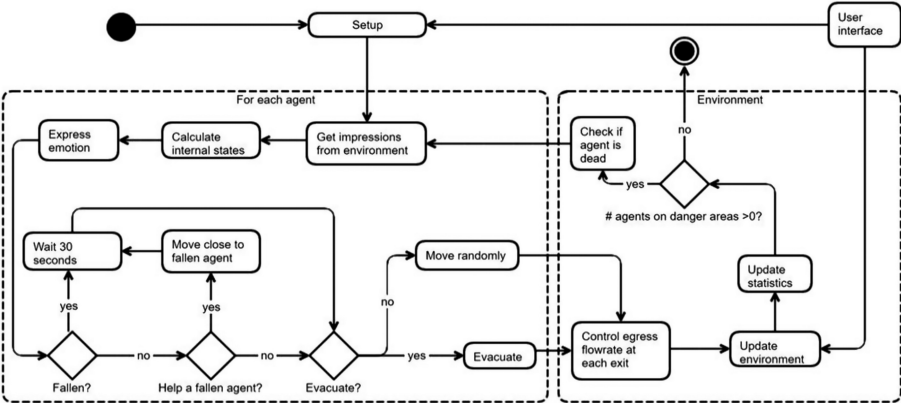 Setup
User
interface
For each agent
Environment
Express
emotion
Calculate
internal states
Get impressions
from environment
Check if
agent is
dead
no
yes
# agents on danger areas >0?
Wait 30
seconds
Move close to
fallen agent
Move randomly
Update
statistics
yes
yes
no
no
no
yes
Evacuate
Control egress
flowrate at
each exit
Update
environment
Fallen?
Help a fallen agent?
Evacuate?